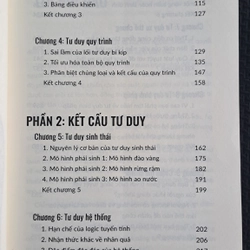 3. Bảng điều khiển 115
Kết chương 3 127
Chương 4: Tư duy quy trình
1. Sai lầm của lối tư duy bí kíp 129
2. Tối ưu hóa toàn bộ quy trình 135
3. Phân biệt chủng loại và kết cấu của quy trình 141
Kết chương 4 158
PHẦN 2: KẾT CẤU TƯ DUY
Chương 5: Tư duy sinh thái
1. Nguyên lý cơ bản của tư duy sinh thái 162
2. Mô hình phái sinh 1: Mô hình đào vàng 175
3. Mô hình phái sinh 2: Mô hình rừng rậm 182
4. Mô hình phái sinh 3: Mô hình ao nước 191
Kết chương 5 199
Chương 6: Tư duy hệ thống
1. Hạn chế của logic tuyến tính 202
2. Nhận thức khác về nhân quả 206